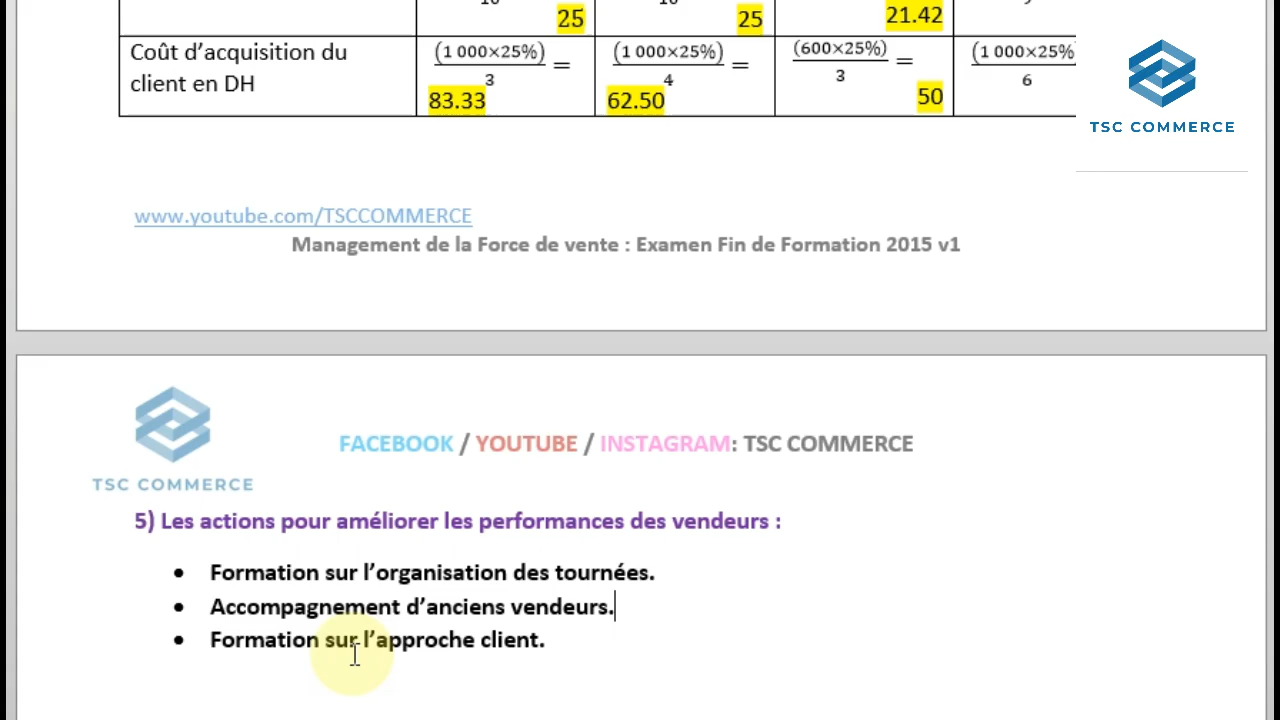 25
25
21.42
Coût d’acquisition du client en DH
(1 000×25%)/3 = 83.33
(1 000×25%)/4 = 62.50
(600×25%)/3 = 50
(1 000×25%/6
TSC COMMERCE
www.youtube.com/TSCCOMMERCE
Management de la Force de vente : Examen Fin de Formation 2015 v1
TSC COMMERCE
FACEBOOK / YOUTUBE / INSTAGRAM: TSC COMMERCE
5) Les actions pour améliorer les performances des vendeurs :
• Formation sur l’organisation des tournées.
• Accompagnement d’anciens vendeurs.
• Formation sur l’approche client.